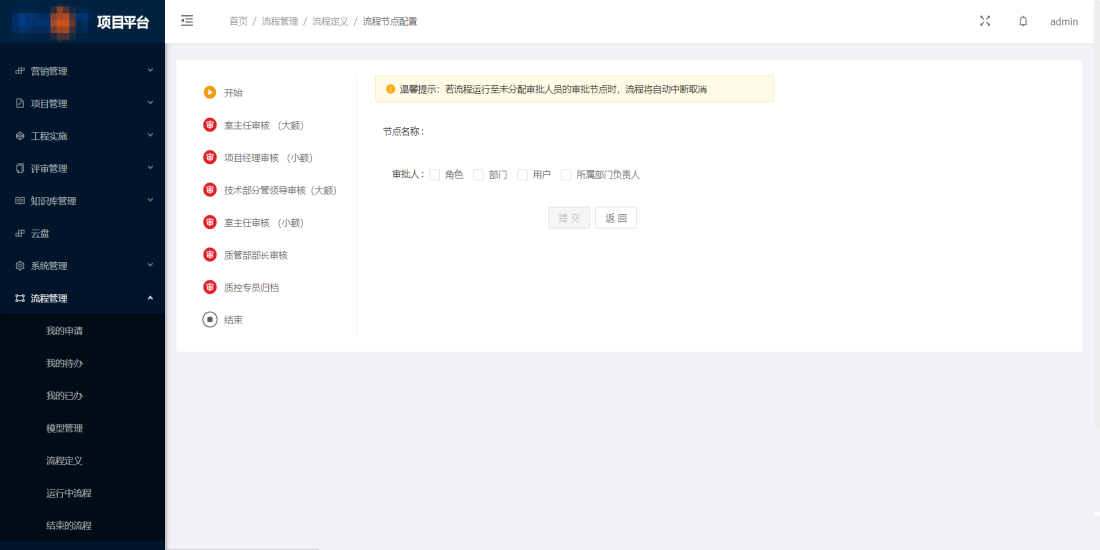 项目平台
首页 / 流程管理 / 流程定义 / 流程节点配置
admin
营销管理
项目管理
工程实施
评审管理
知识库管理
云盘
系统管理
流程管理
我的申请
我的待办
我的已办
模型管理
流程定义
运行中流程
结束的流程
开始
审 室主任审核 （大额）
审 项目经理审核 （小额）
审 技术部分管领导审核（大额）
审 室主任审核 （小额）
审 质管部部长审核
审 质控专员归档
结束
温馨提示：若流程运行至未分配审批人员的审批节点时，流程将自动中断取消
节点名称：
审批人： 角色 部门 用户 所属部门负责人
提 交 返 回